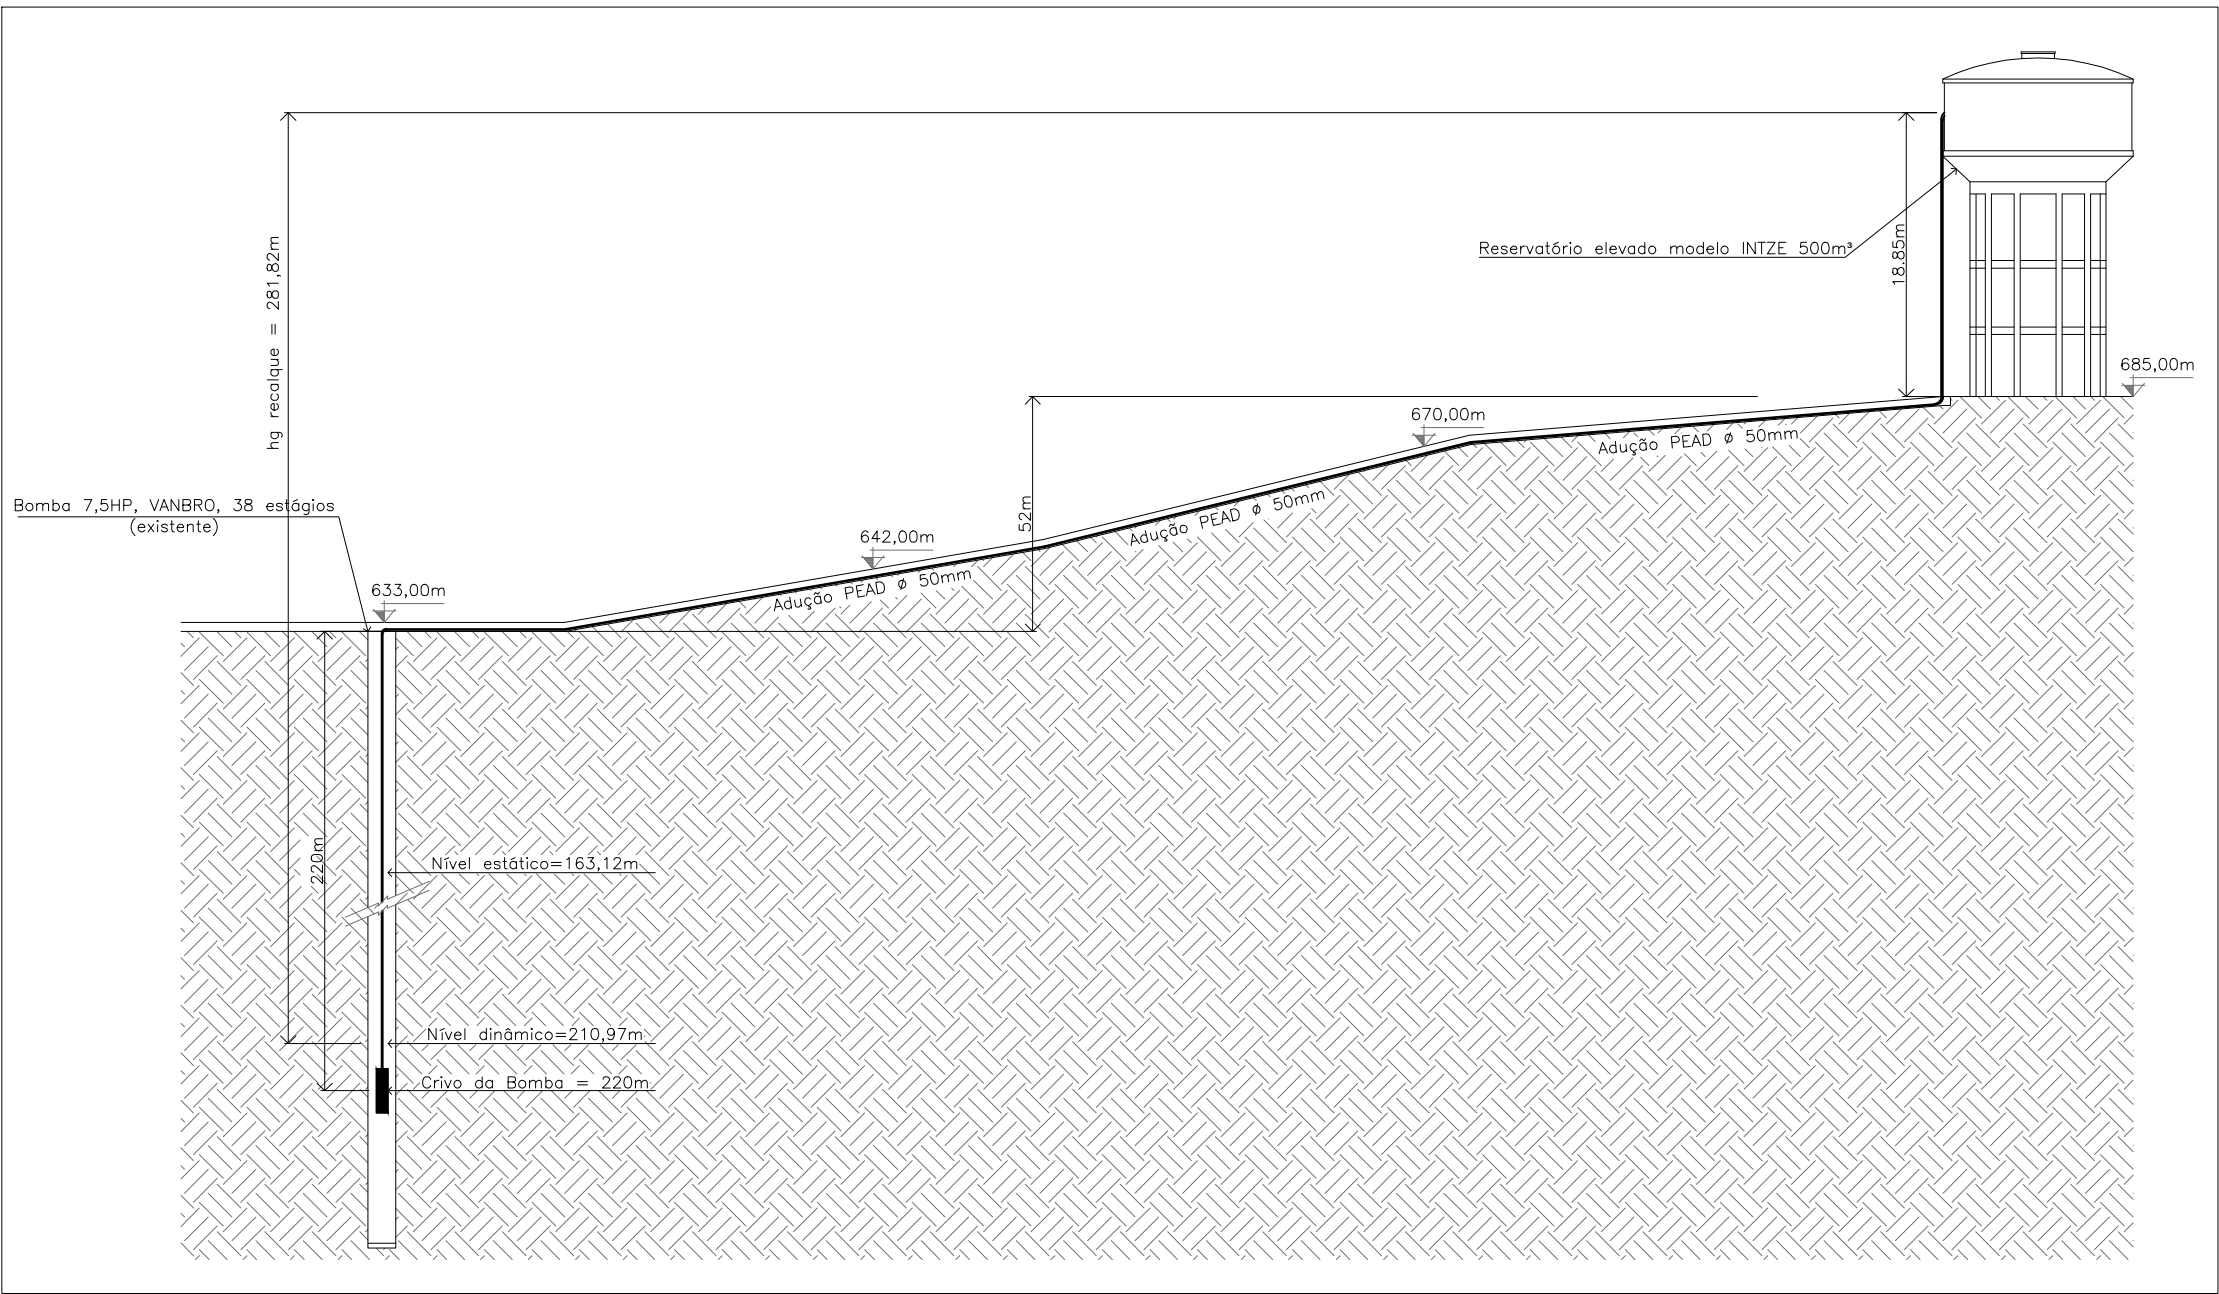 Reservatório elevado modelo INTZE 500m³
18.85m
hg recalque = 281,82m
685,00m
670,00m
Adução PEAD ø 50mm
Bomba 7,5HP, VANBRO, 38 estágios
(existente)
52m
Adução PEAD ø 50mm
642,00m
Adução PEAD ø 50mm
633,00m
220m
Nível estático=163,12m
Nível dinâmico=210,97m
Crivo da Bomba = 220m